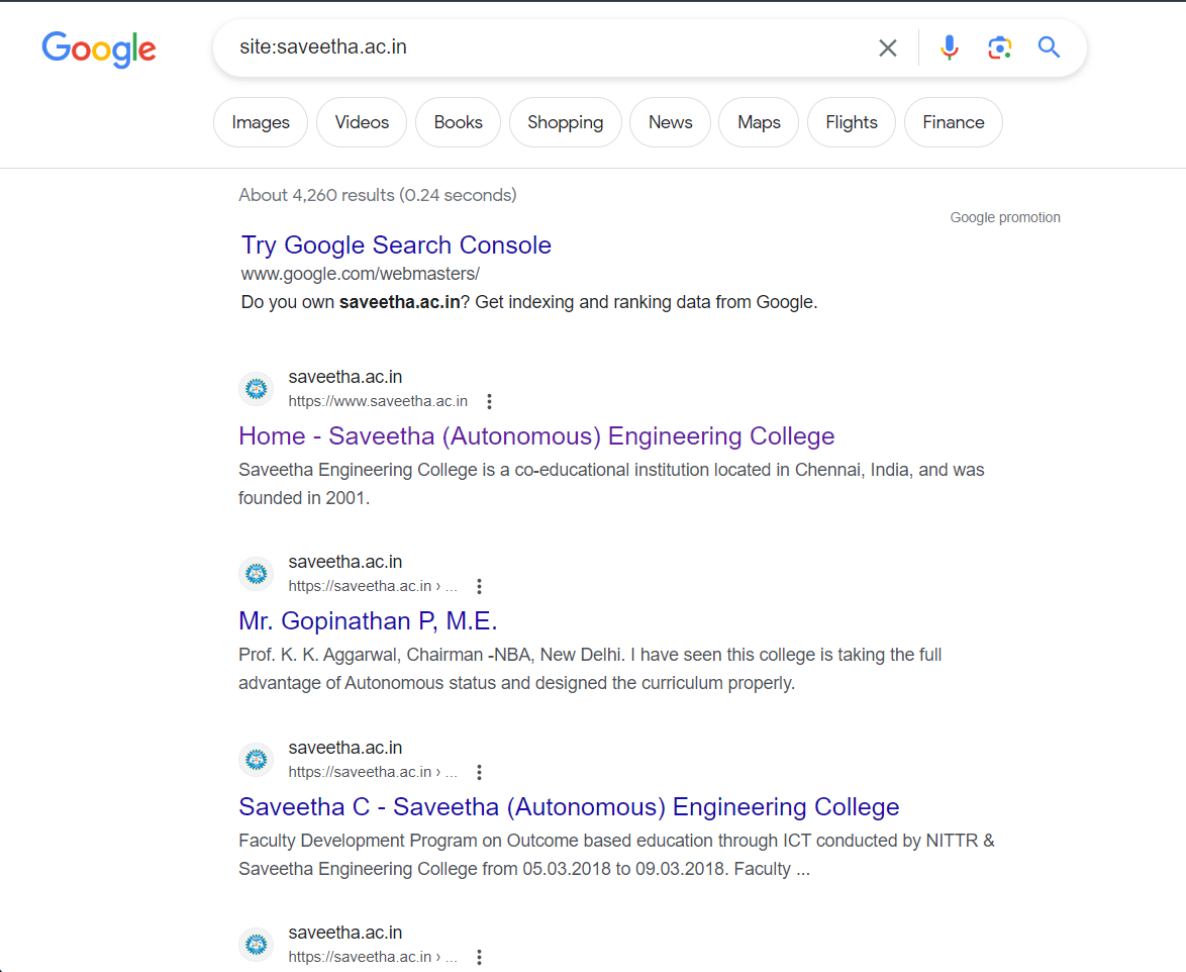 Google
site:saveetha.ac.in
Images Videos Books Shopping News Maps Flights Finance
About 4,260 results (0.24 seconds)
Google promotion
Try Google Search Console
www.google.com/webmasters/
Do you own saveetha.ac.in? Get indexing and ranking data from Google.
saveetha.ac.in
https://www.saveetha.ac.in
Home - Saveetha (Autonomous) Engineering College
Saveetha Engineering College is a co-educational institution located in Chennai, India, and was
founded in 2001.
saveetha.ac.in
https://saveetha.ac.in › ...
Mr. Gopinathan P, M.E.
Prof. K. K. Aggarwal, Chairman -NBA, New Delhi. I have seen this college is taking the full
advantage of Autonomous status and designed the curriculum properly.
saveetha.ac.in
https://saveetha.ac.in › ...
Saveetha C - Saveetha (Autonomous) Engineering College
Faculty Development Program on Outcome based education through ICT conducted by NITTR &
Saveetha Engineering College from 05.03.2018 to 09.03.2018. Faculty ...
saveetha.ac.in
https://saveetha.ac.in › ...